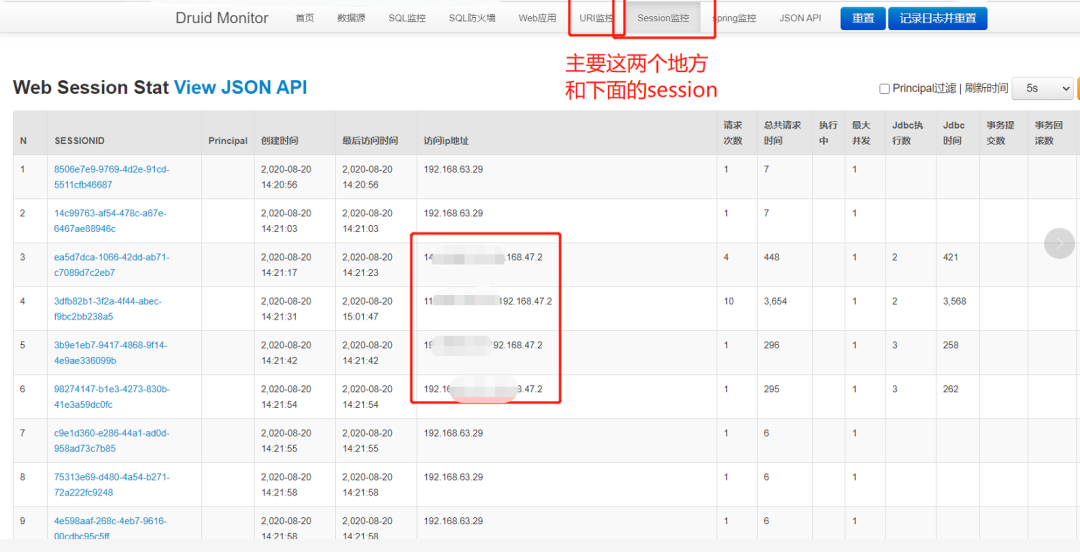 Druid Monitor 首页 数据源 SQL监控 SQL防火墙 Web应用 URI监控 Session监控 spring监控 JSON API 重置 记录日志并重置
主要这两个地方
和下面的session
Web Session Stat View JSON API
Principal过滤 | 刷新时间 5s
N SESSIONID Principal 创建时间 最后访问时间 访问ip地址 请求次数 总共请求时间 执行中 最大并发 Jdbc执行数 Jdbc时间 事务提交数 事务回滚数
1 8506e7e9-9769-4d2e-91cd- 2,020-08-20 2,020-08-20 192.168.63.29 1 7 1
5511cfb46687 14:20:56 14:20:56
2 14c99763-af54-478c-a67e- 2,020-08-20 2,020-08-20 192.168.63.29 1 7 1
6467ae88946c 14:21:03 14:21:03
3 ea5d7dca-1066-42dd-ab71- 2,020-08-20 2,020-08-20 14 168.47.2 4 448 1 2 421
c7089d7c2eb7 14:21:17 14:21:23
4 3dfb82b1-3f2a-4f44-abec- 2,020-08-20 2,020-08-20 11 192.168.47.2 10 3,654 1 2 3,568
f9bc2bb238a5 14:21:31 15:01:47
5 3b9e1eb7-9417-4868-9f14- 2,020-08-20 2,020-08-20 19 92.168.47.2 1 296 1 3 258
4e9ae336099b 14:21:42 14:21:42
6 98274147-b1e3-4273-830b- 2,020-08-20 2,020-08-20 192.16 8.47.2 1 295 1 3 262
41e3a59dc0fc 14:21:54 14:21:54
7 c9e1d360-e286-44a1-ad0d- 2,020-08-20 2,020-08-20 192.168.63.29 1 6 1
958ad73c7b85 14:21:55 14:21:55
8 75313e69-d480-4a54-b271- 2,020-08-20 2,020-08-20 192.168.63.29 1 6 1
72a222fc9248 14:21:58 14:21:58
9 4e598aaf-268c-4eb7-9616- 2,020-08-20 2,020-08-20 192.168.63.29 1 6 1
00cdbc95c5ff 14:21:58 14:21:58